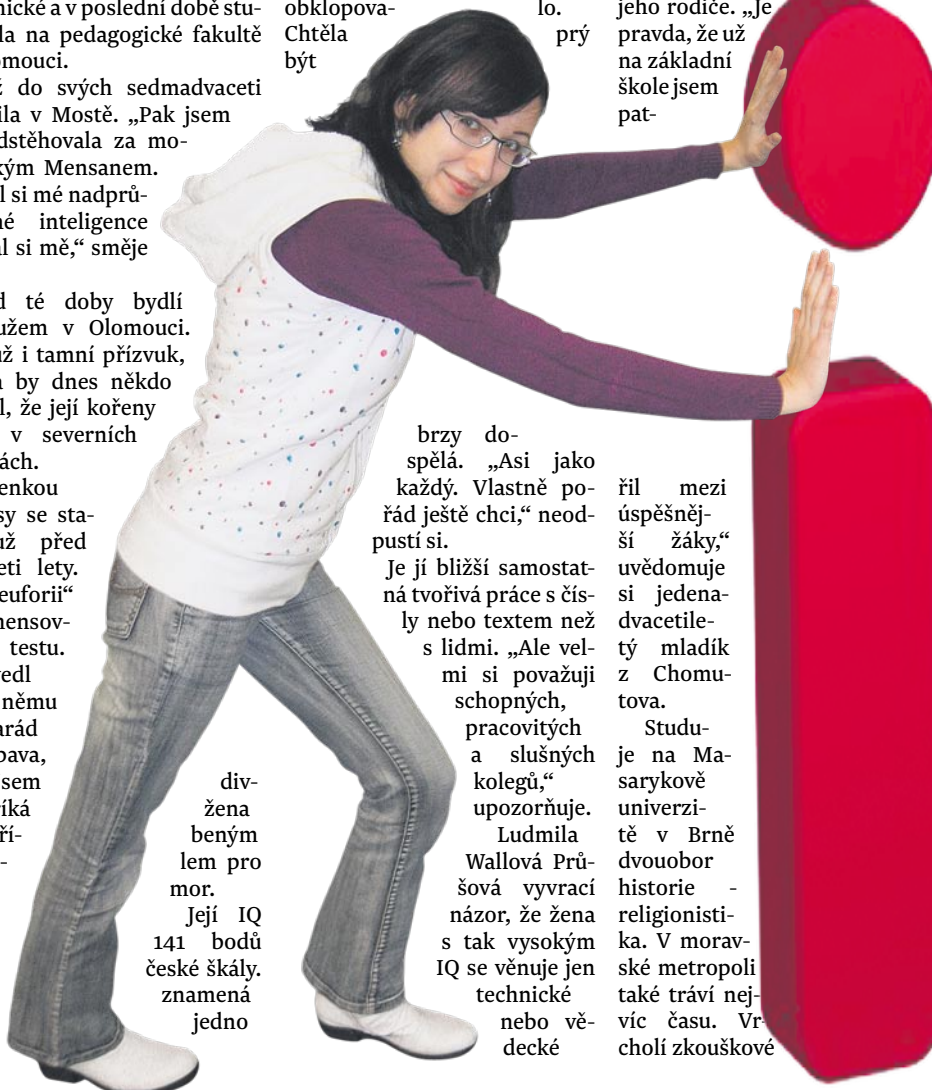 nické a v poslední době stu-
la na pedagogické fakultě
omouci.
ž do svých sedmadvaceti
ila v Mostě. „Pak jsem
dstěhovala za mo-
kým Mensanem.
l si mé nadprů-
né inteligence
l si mě,“ směje
d té doby bydlí
užem v Olomouci.
už i tamní přízvuk,
a by dnes někdo
l, že její kořeny
v severních
ách.
enkou
sy se sta-
už před
eti lety.
euforii“
mensov-
testu.
vedl
němu
arád
bava,
sem
říká
ří-
-
div-
žena
beným
lem pro
mor.
Její IQ
141 bodů
české škály.
znamená
jedno
obklopova-
Chtěla
být
lo.
prý
brzy do-
spělá. „Asi jako
každý. Vlastně po-
řád ještě chci,“ neod-
pustí si.
Je jí bližší samostat-
ná tvořivá práce s čís-
ly nebo textem než
s lidmi. „Ale vel-
mi si považuji
schopných,
pracovitých
a slušných
kolegů,“
upozorňuje.
Ludmila
Wallová Prů-
šová vyvrací
názor, že žena
s tak vysokým
IQ se věnuje jen
technické
nebo vě-
decké
jeho rodiče. „Je
pravda, že už
na základní
škole jsem
pat-
řil mezi
úspěšněj-
ší žáky,“
uvědomuje
si jedena-
dvacetile-
tý mladík
z Chomu-
tova.
Studu-
je na Ma-
sarykově
univerzi-
tě v Brně
dvouobor
historie -
religionisti-
ka. V morav-
ské metropoli
také tráví nej-
víc času. Vr-
cholí zkouškové